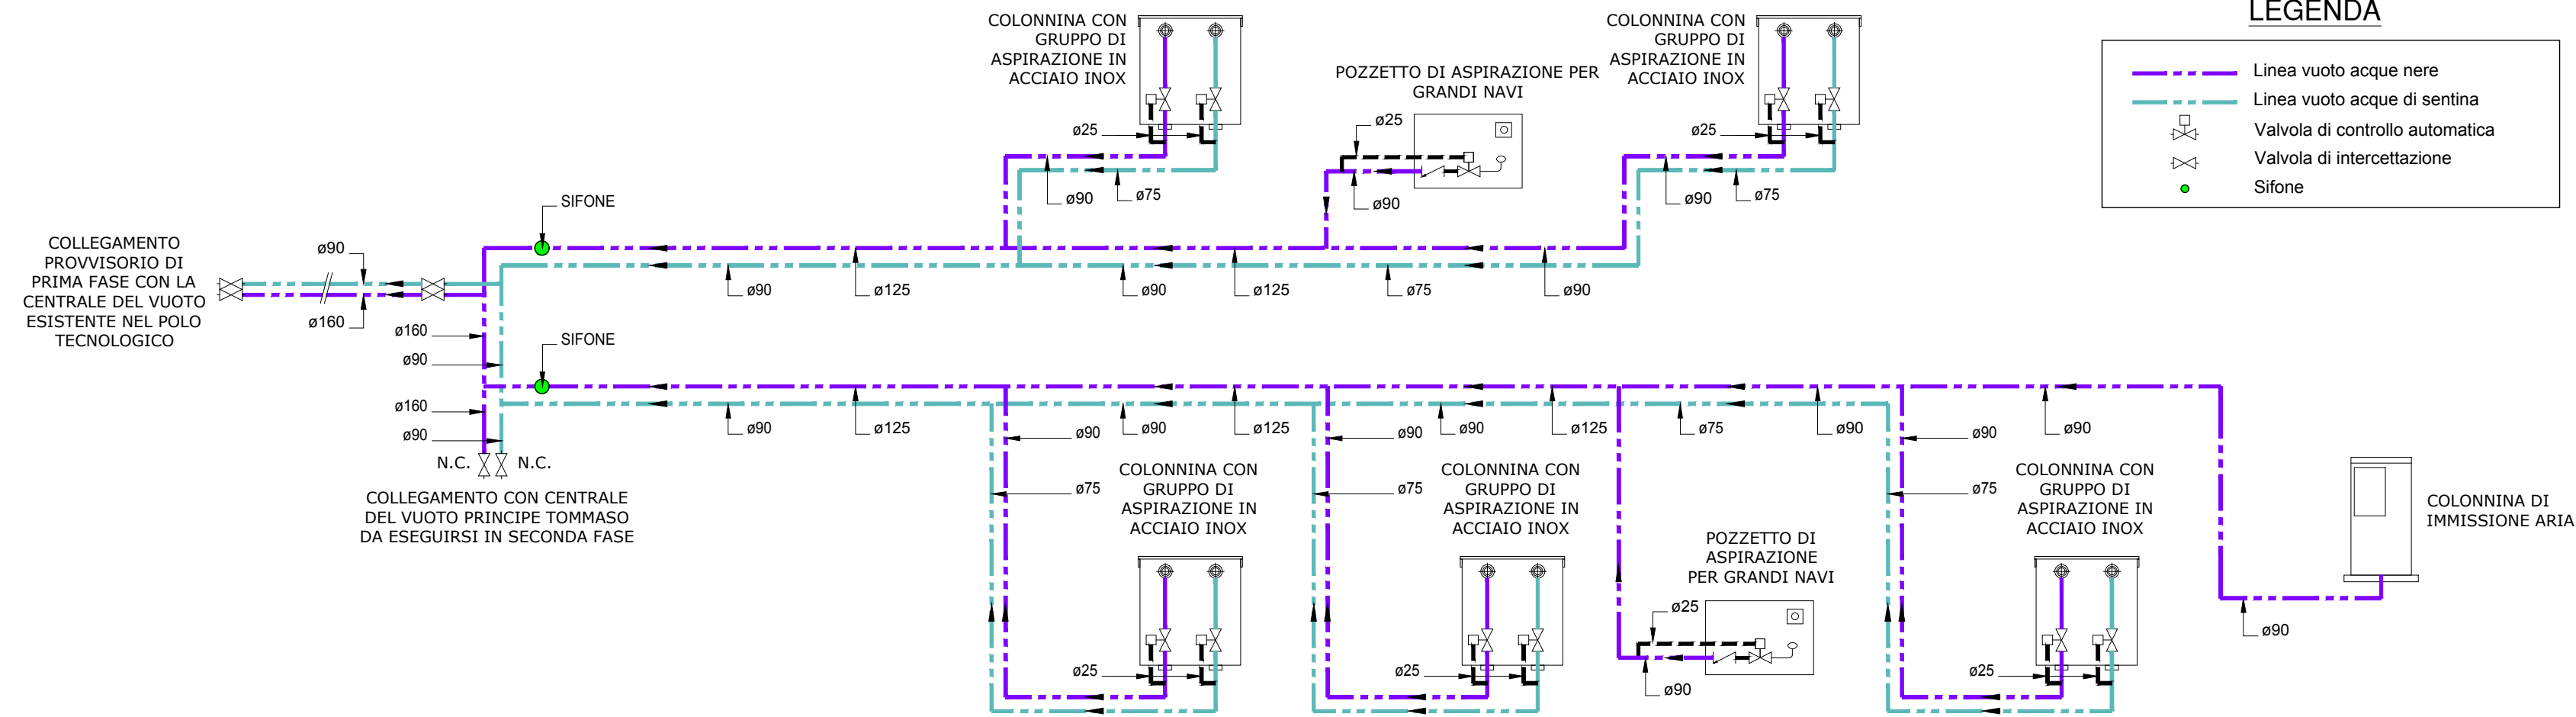 LEGENDA
Linea vuoto acque nere
Linea vuoto acque di sentina
Valvola di controllo automatica
Valvola di intercettazione
Sifone
COLONNINA CON
GRUPPO DI
ASPIRAZIONE IN
ACCIAIO INOX
ø25
ø90
ø75
POZZETTO DI ASPIRAZIONE PER
GRANDI NAVI
ø25
ø90
COLONNINA CON
GRUPPO DI
ASPIRAZIONE IN
ACCIAIO INOX
ø25
ø90
ø75
SIFONE
COLLEGAMENTO
PROVVISORIO DI
PRIMA FASE CON LA
CENTRALE DEL VUOTO
ESISTENTE NEL POLO
TECNOLOGICO
ø90
ø160
ø90
ø125
ø90
ø125
ø75
ø90
ø160
ø90
SIFONE
ø160
ø90
N.C.
N.C.
COLLEGAMENTO CON CENTRALE
DEL VUOTO PRINCIPE TOMMASO
DA ESEGUIRSI IN SECONDA FASE
ø90
ø125
ø90
ø125
ø90
ø125
ø75
ø90
ø90
ø90
ø75
COLONNINA CON
GRUPPO DI
ASPIRAZIONE IN
ACCIAIO INOX
ø25
ø90
ø75
COLONNINA CON
GRUPPO DI
ASPIRAZIONE IN
ACCIAIO INOX
ø25
POZZETTO DI
ASPIRAZIONE
PER GRANDI NAVI
ø25
ø90
ø90
ø75
COLONNINA CON
GRUPPO DI
ASPIRAZIONE IN
ACCIAIO INOX
ø25
COLONNINA DI
IMMISSIONE ARIA
ø90